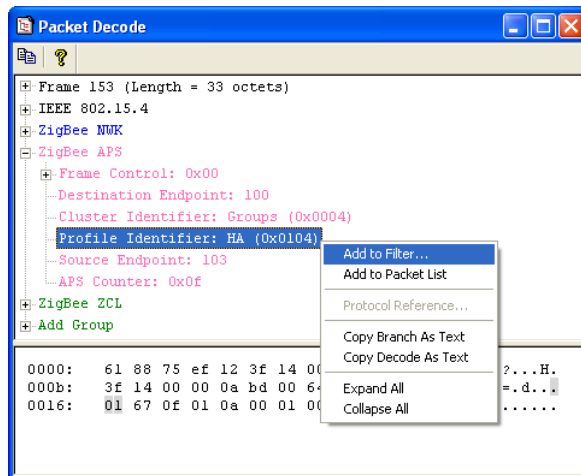 Packet Decode
Frame 153 (Length = 33 octets)
IEEE 802.15.4
ZigBee NWK
ZigBee APS
Frame Control: 0x00
Destination Endpoint: 100
Cluster Identifier: Groups (0x0004)
Profile Identifier: HA (0x0104)
Source Endpoint: 103
APS Counter: 0x0f
ZigBee ZCL
Add Group
Add to Filter...
Add to Packet List
Protocol Reference...
Copy Branch As Text
Copy Decode As Text
Expand All
Collapse All
0000: 61 88 75 ef 12 3f 14 00 ?...H.
000b: 3f 14 00 00 0a bd 00 64 =.d...
0016: 01 67 0f 01 0a 00 01 00 ......